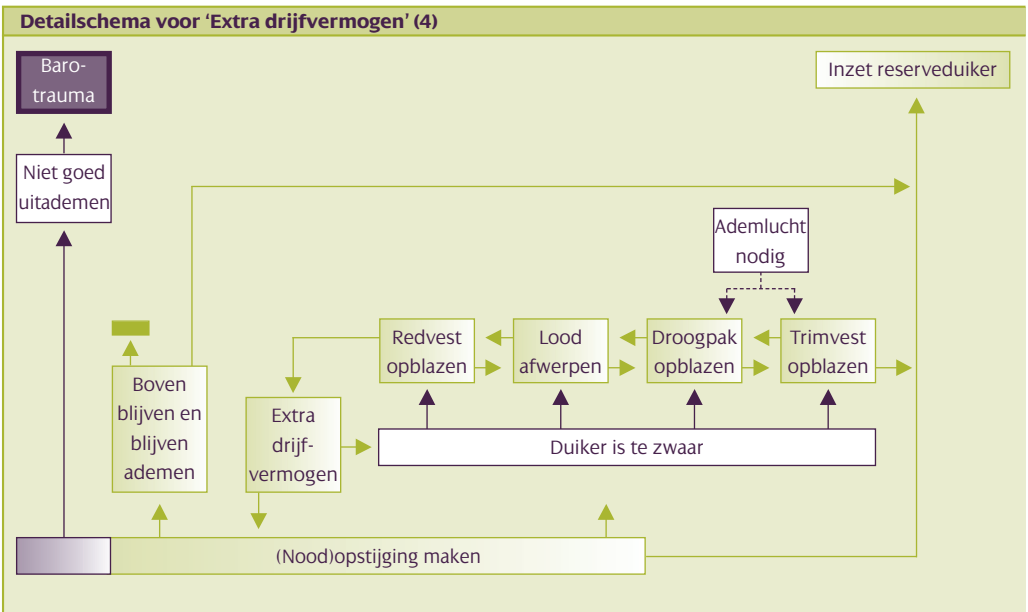 Detailschema voor ‘Extra drijfvermogen’ (4)
Baro-
trauma
Inzet reserveduiker
Niet goed
uitademen
Ademlucht
nodig
Redvest
opblazen
Lood
afwerpen
Droogpak
opblazen
Trimvest
opblazen
Boven
blijven en
blijven
ademen
Extra
drijf-
vermogen
Duiker is te zwaar
(Nood)opstijging maken